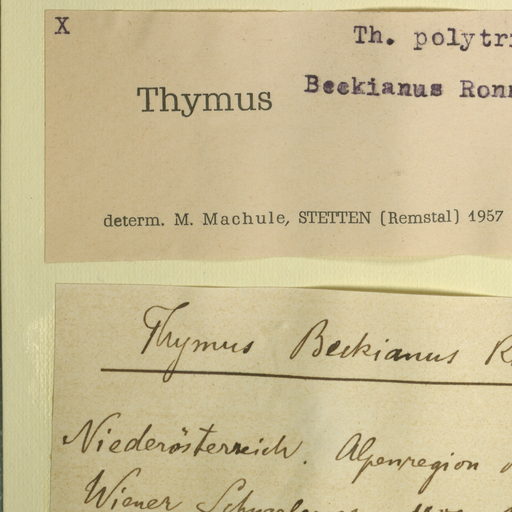 X
Th. polytri
Thymus Beckianus Ronn
determ. M. Machule, STETTEN (Remstal) 1957
Thymus Beckianus R
Niederösterreich. Alpenregion
Wiener